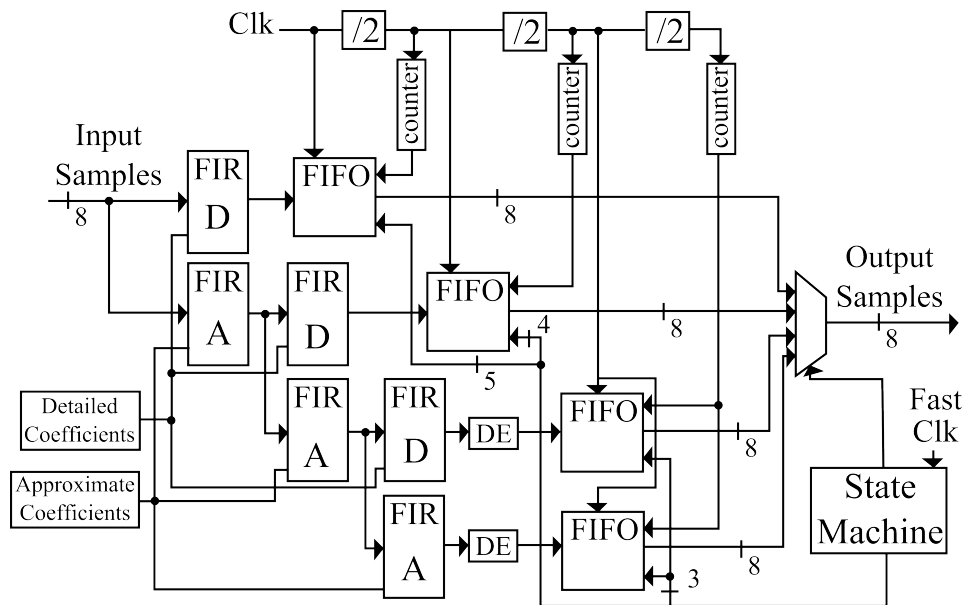 Clk
/2
/2
/2
counter
counter
counter
Input
Samples
8
FIR
D
FIFO
8
FIR
A
FIR
D
FIFO
4
8
5
Output
Samples
8
Detailed
Coefficients
FIR
A
FIR
D
DE
FIFO
8
Fast
Clk
Approximate
Coefficients
FIR
A
DE
FIFO
8
3
State
Machine